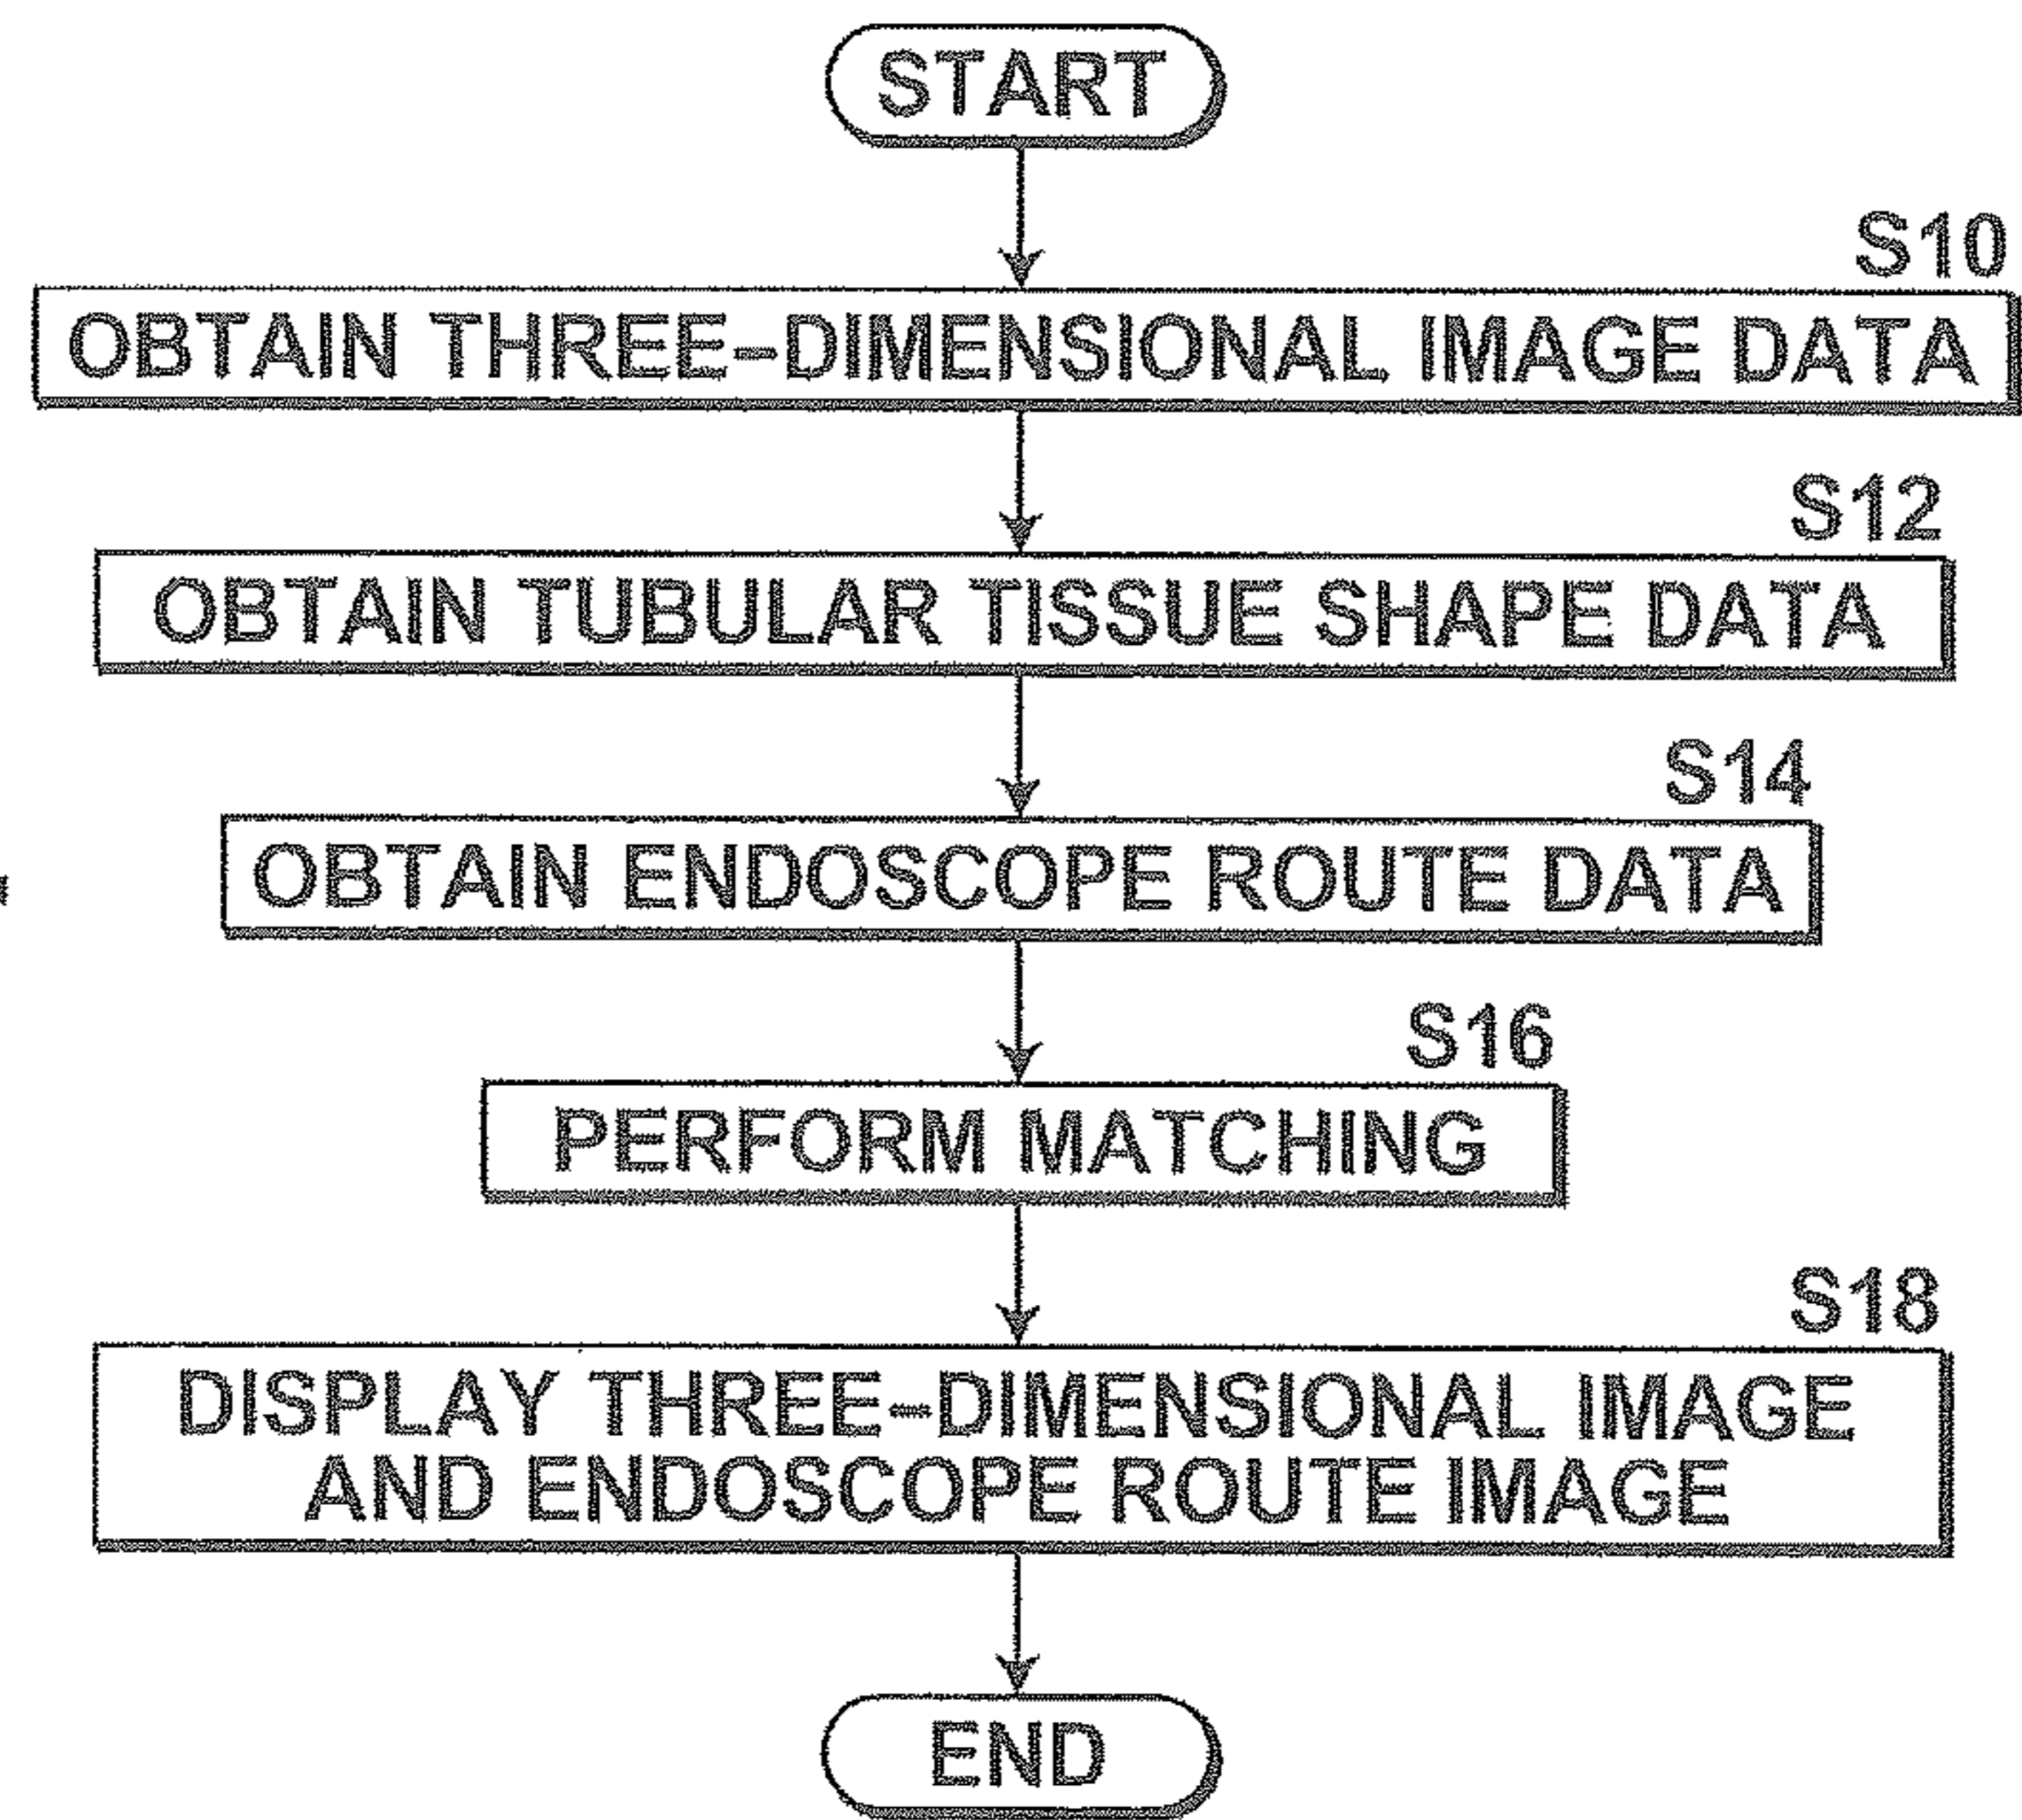 START
S10
OBTAIN THREE-DIMENSIONAL IMAGE DATA
S12
OBTAIN TUBULAR TISSUE SHAPE DATA
S14
OBTAIN ENDOSCOPE ROUTE DATA
S16
PERFORM MATCHING
S18
DISPLAY THREE-DIMENSIONAL IMAGE
AND ENDOSCOPE ROUTE IMAGE
END